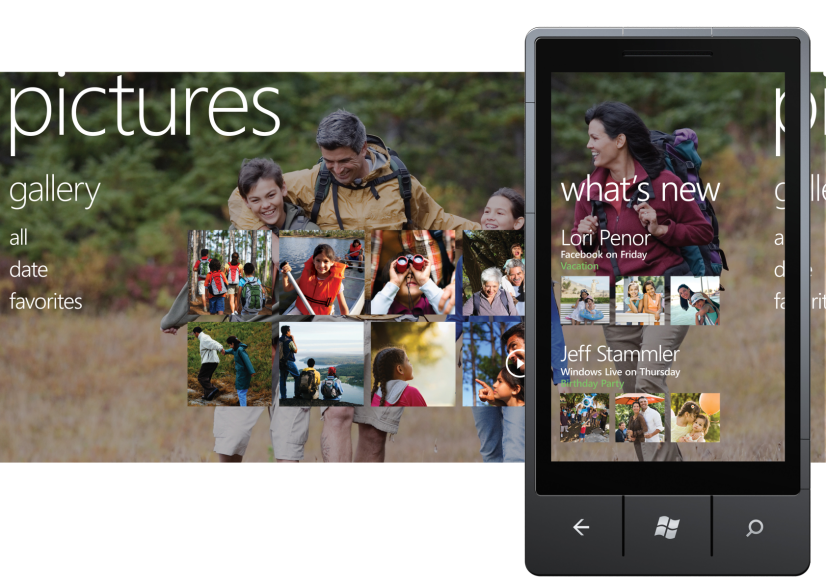 pictures
gallery
all
date
favorites
what's new
Lori Penor
Facebook on Friday
Vacation
Jeff Stammler
Windows Live on Thursday
Birthday Party